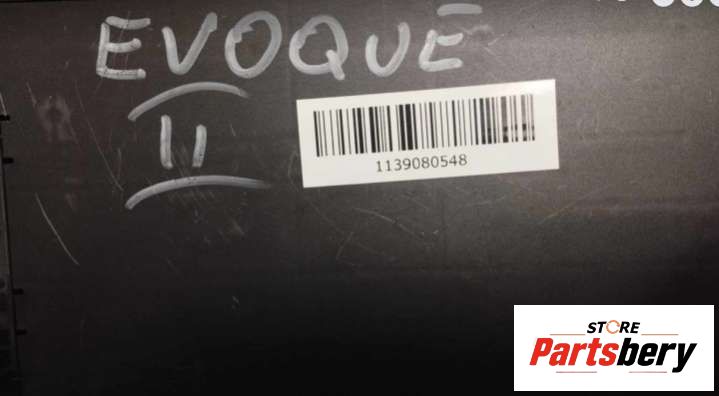 EVOQUE
II
1139080548
STORE
Partsbery